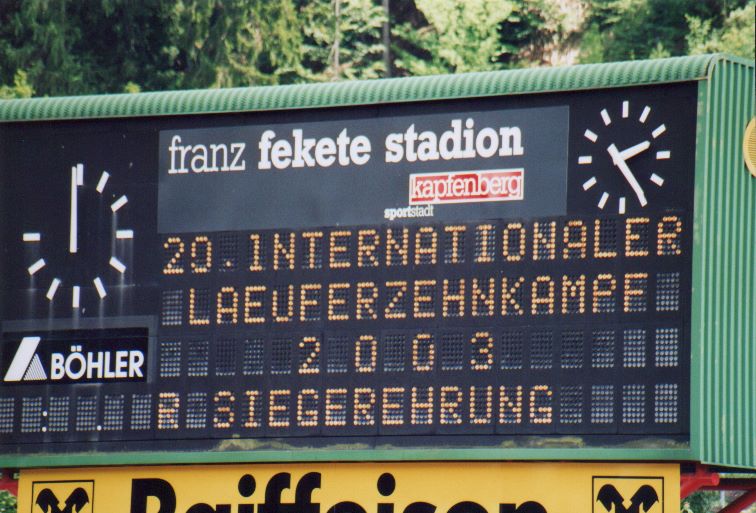 franz fekete stadion
kapfenberg
sportstadt
20. INTERNATIONALER
LAEUFERZEHNKAMPF
2003
BÖHLER
: . R SIEGEREHRUNG
Raiffeisen